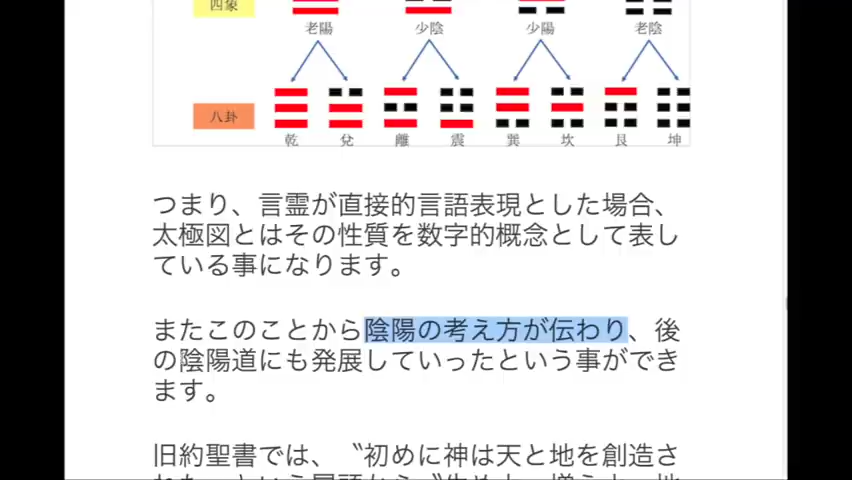 四象
老陽 少陰 少陽 老陰
八卦
乾 兌 離 震 巽 坎 艮 坤
つまり、言霊が直接的言語表現とした場合、
太極図とはその性質を数字的概念として表し
ている事になります。
またこのことから陰陽の考え方が伝わり、後
の陰陽道にも発展していったという事ができ
ます。
旧約聖書では、〝初めに神は天と地を創造さ